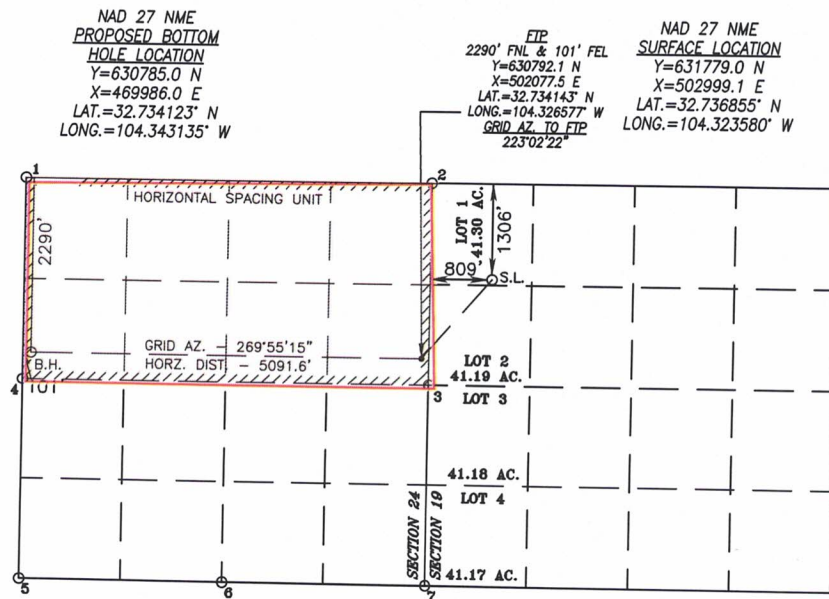 NAD 27 NME
PROPOSED BOTTOM
HOLE LOCATION
Y=630785.0 N
X=469986.0 E
LAT.=32.734123° N
LONG.=104.343135° W
FTP
2290' FNL & 101' FEL
Y=630792.1 N
X=502077.5 E
LAT.=32.734143° N
LONG.=104.326577° W
GRID AZ. TO FTP
223°02'22"
NAD 27 NME
SURFACE LOCATION
Y=631779.0 N
X=502999.1 E
LAT.=32.736855° N
LONG.=104.323580° W
1
2
HORIZONTAL SPACING UNIT
2290'
LOT 1
41.30 AC.
1306'
809'
S.L.
GRID AZ. - 269°55'15"
HORZ. DIST. - 5091.6'
B.H.
LOT 2
41.19 AC.
4
101'
3
LOT 3
41.18 AC.
LOT 4
SECTION 24
SECTION 19
41.17 AC.
5
6
7